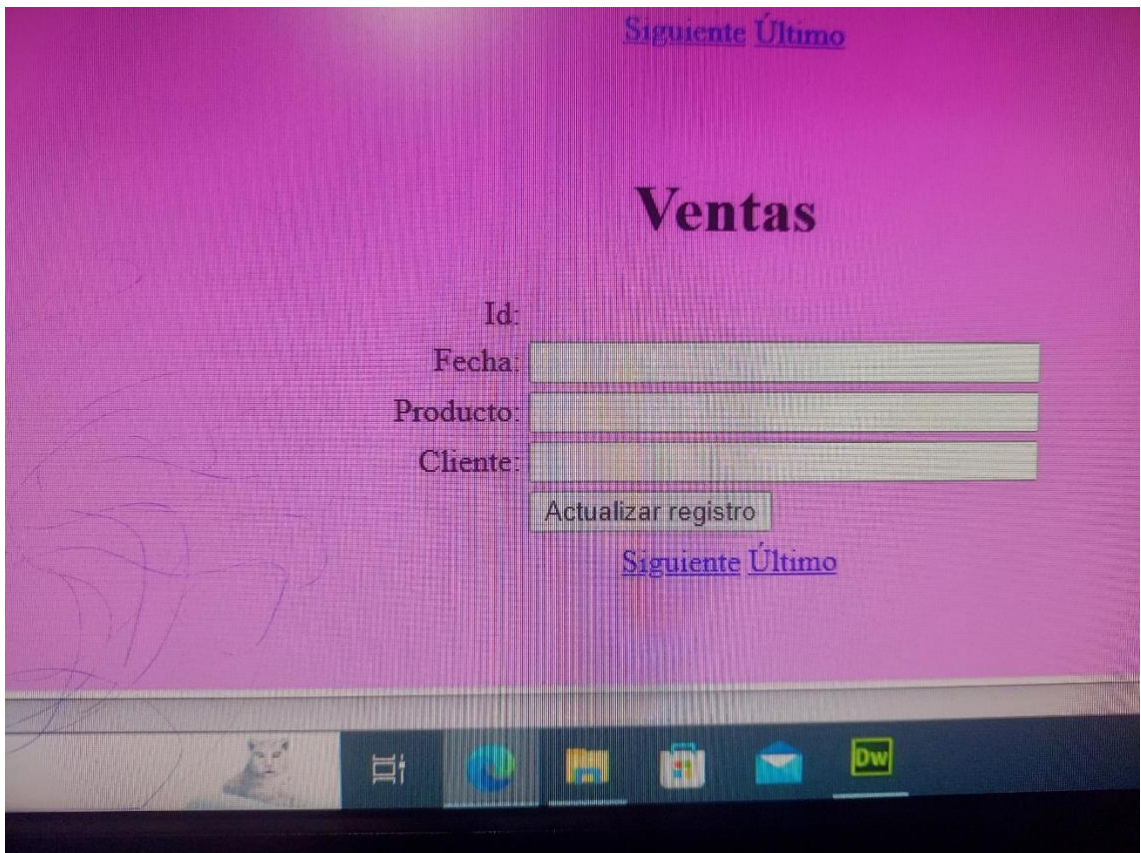 Siguiente Último
Ventas
Id:
Fecha:
Producto:
Cliente:
Actualizar registro
Siguiente Último
Dw